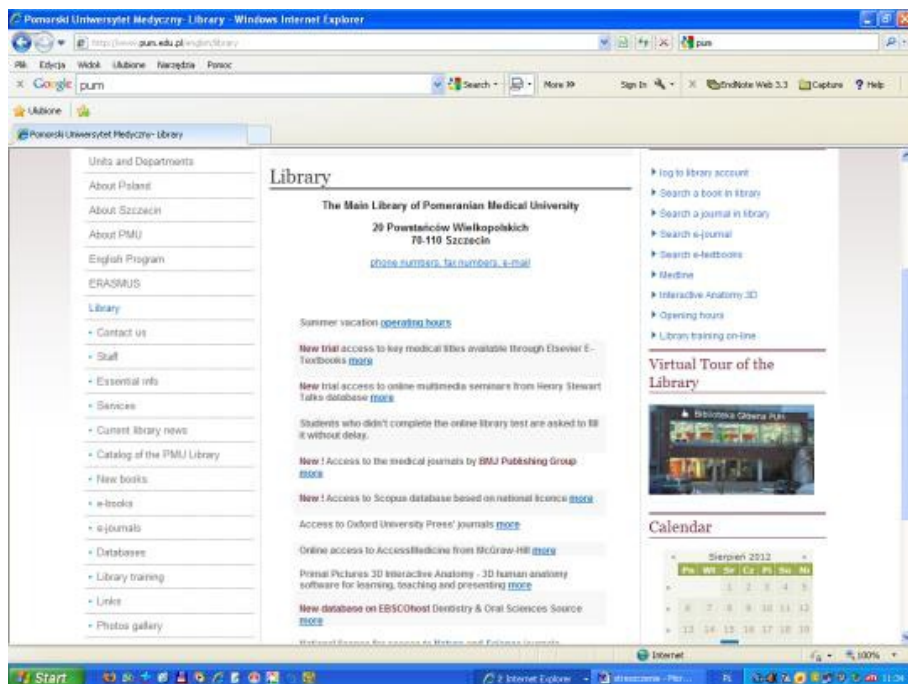 Pomorski Uniwersytet Medyczny- Library - Windows Internet Explorer
http://www.pum.edu.pl/english/library
pum
Plik Edycja Widok Ulubione Narzędzia Pomoc
x Google pum Search More >> Sign In EndNote Web 3.3 Capture ? Help
Ulubione
Pomorski Uniwersytet Medyczny- Library
Units and Departments
About Poland
About Szczecin
About PMU
English Program
ERASMUS
Library
Contact us
Staff
Essential info
Services
Current library news
Catalog of the PMU Library
New books
e-books
e-journals
Databases
Library training
Links
Photos gallery
Library
The Main Library of Pomeranian Medical University
20 Powstańców Wielkopolskich
70-110 Szczecin
phone numbers, fax numbers, e-mail
Summer vacation operating hours
New trial access to key medical titles available through Elsevier E-
Textbooks more
New trial access to online multimedia seminars from Henry Stewart
Talks database more
Students who didn't complete the online library test are asked to fill
it without delay.
New ! Access to the medical journals by BMJ Publishing Group
more
New ! Access to Scopus database based on national licence more
Access to Oxford University Press' journals more
Online access to AccessMedicine from McGraw-Hill more
Primal Pictures 3D Interactive Anatomy - 3D human anatomy
software for learning, teaching and presenting more
New database on EBSCOhost Dentistry & Oral Sciences Source
more
log to library account
Search a book in library
Search a journal in library
Search e-journal
Search e-textbooks
Medline
Interactive Anatomy 3D
Opening hours
Library training on-line
Virtual Tour of the
Library
Biblioteka Główna PUM
Calendar
« Sierpień 2012 »
Pn Wt Śr Cz Pi So Ni
1 2 3 4 5
6 7 8 9 10 11 12
13 14 15 16 17 18 19
Internet 100%
Start 2 Internet Explorer PL 11:34